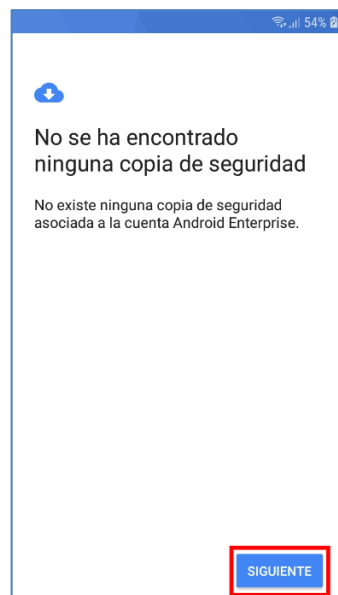 54%
No se ha encontrado
ninguna copia de seguridad
No existe ninguna copia de seguridad
asociada a la cuenta Android Enterprise.
SIGUIENTE